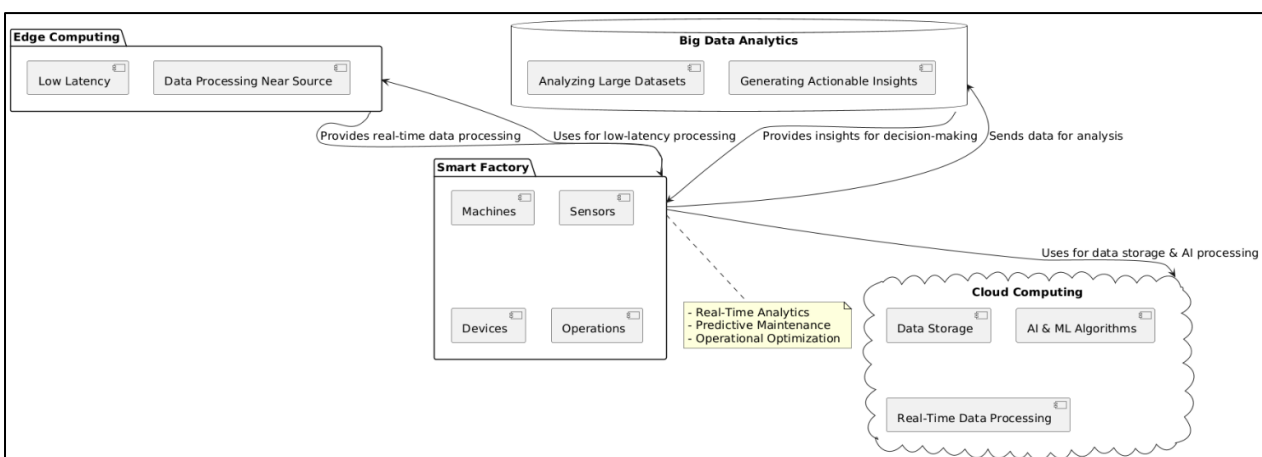 Edge Computing
Low Latency
Data Processing Near Source
Big Data Analytics
Analyzing Large Datasets
Generating Actionable Insights
Provides real-time data processing
Uses for low-latency processing
Provides insights for decision-making
Sends data for analysis
Smart Factory
Machines
Sensors
Devices
Operations
Uses for data storage & AI processing
- Real-Time Analytics
- Predictive Maintenance
- Operational Optimization
Cloud Computing
Data Storage
AI & ML Algorithms
Real-Time Data Processing